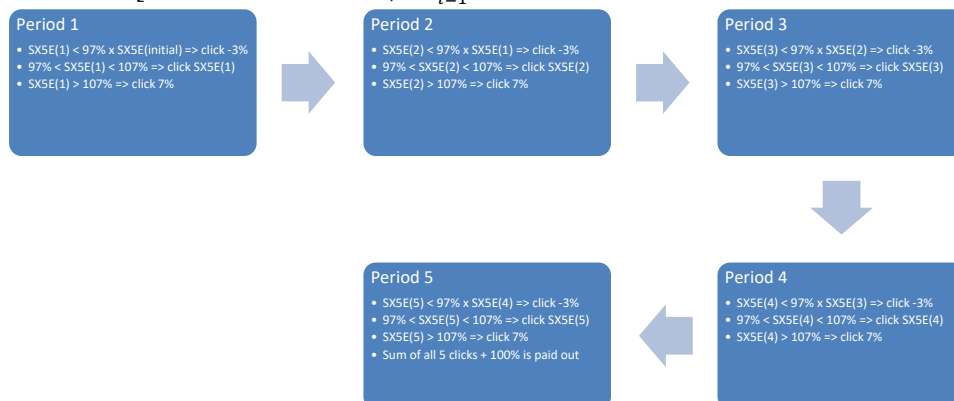 Period 1
• SX5E(1) < 97% x SX5E(initial) => click -3%
• 97% < SX5E(1) < 107% => click SX5E(1)
• SX5E(1) > 107% => click 7%
Period 2
• SX5E(2) < 97% x SX5E(1) => click -3%
• 97% < SX5E(2) < 107% => click SX5E(2)
• SX5E(2) > 107% => click 7%
Period 3
• SX5E(3) < 97% x SX5E(2) => click -3%
• 97% < SX5E(3) < 107% => click SX5E(3)
• SX5E(3) > 107% => click 7%
Period 4
• SX5E(4) < 97% x SX5E(3) => click -3%
• 97% < SX5E(4) < 107% => click SX5E(4)
• SX5E(4) > 107% => click 7%
Period 5
• SX5E(5) < 97% x SX5E(4) => click -3%
• 97% < SX5E(5) < 107% => click SX5E(5)
• SX5E(5) > 107% => click 7%
• Sum of all 5 clicks + 100% is paid out